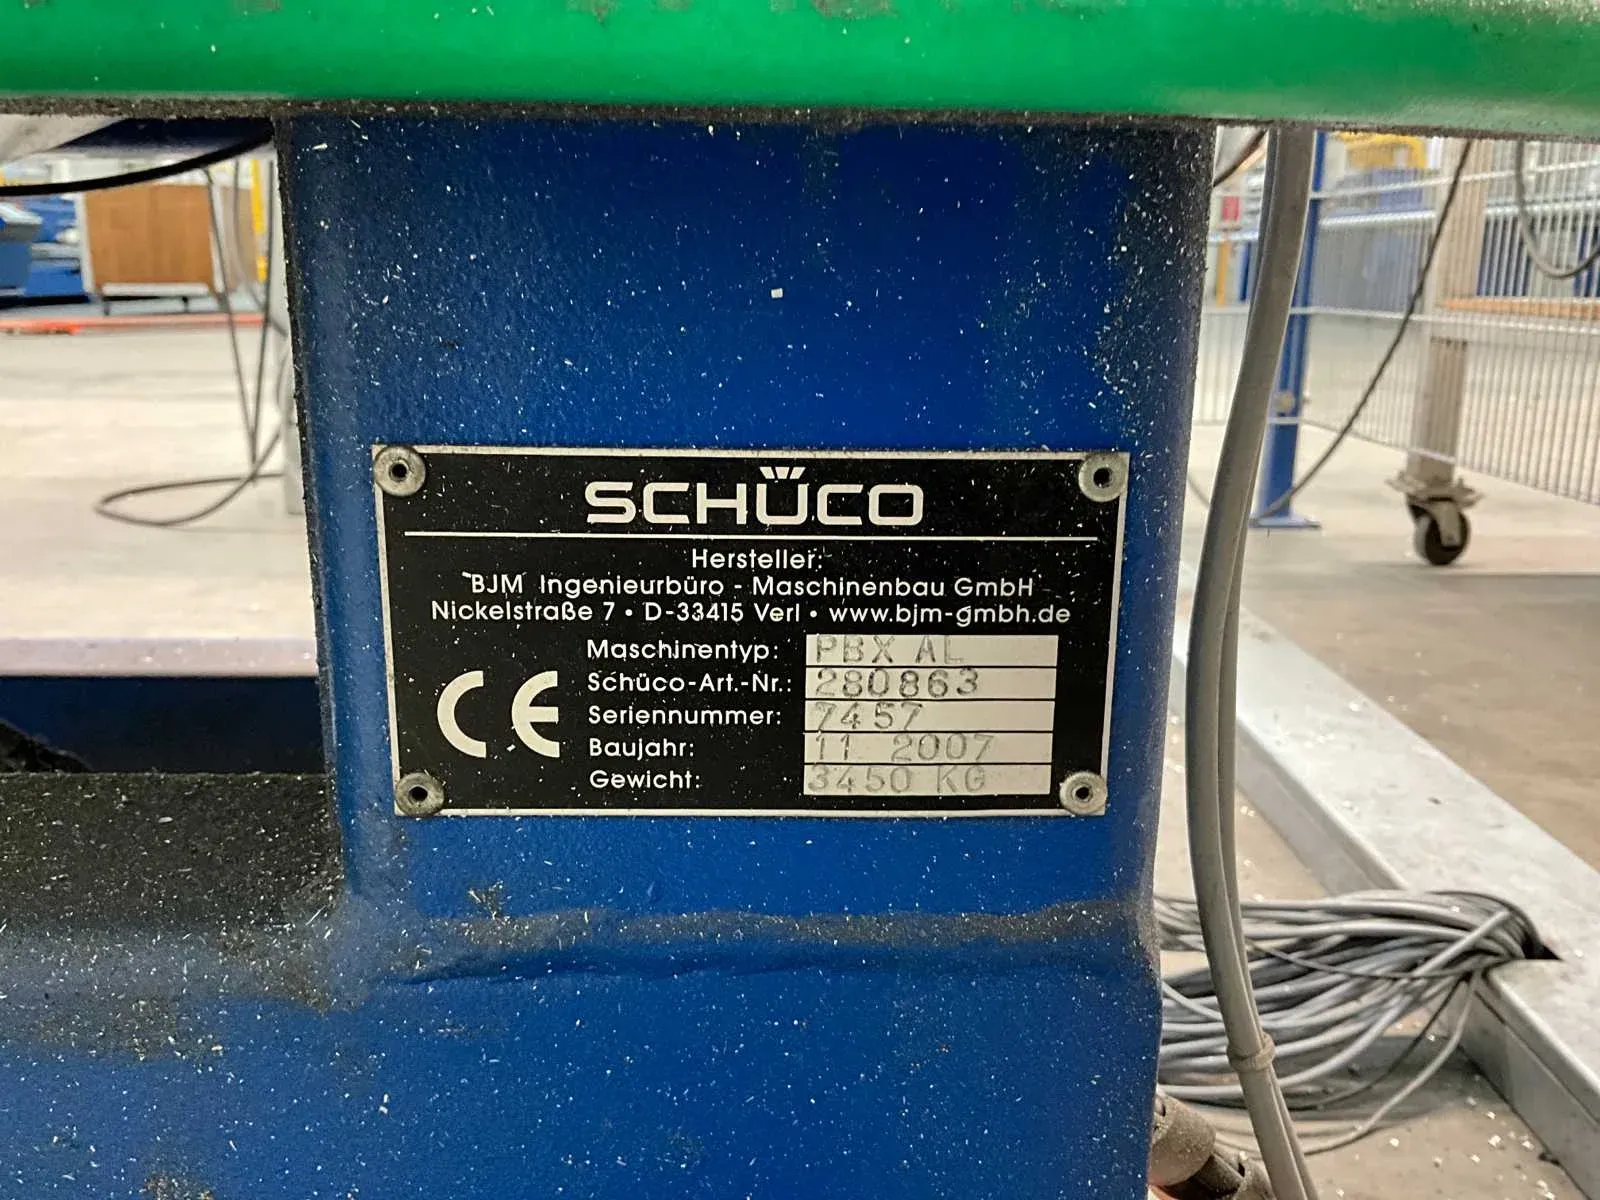 SCHÜCO
Hersteller:
BJM Ingenieurbüro - Maschinenbau GmbH
Nickelstraße 7 • D-33415 Verl • www.bjm-gmbh.de
Maschinentyp: PBX AL
CE
Schüco-Art.-Nr.: 280863
Seriennummer: 7457
Baujahr: 11 2007
Gewicht: 3450 KG